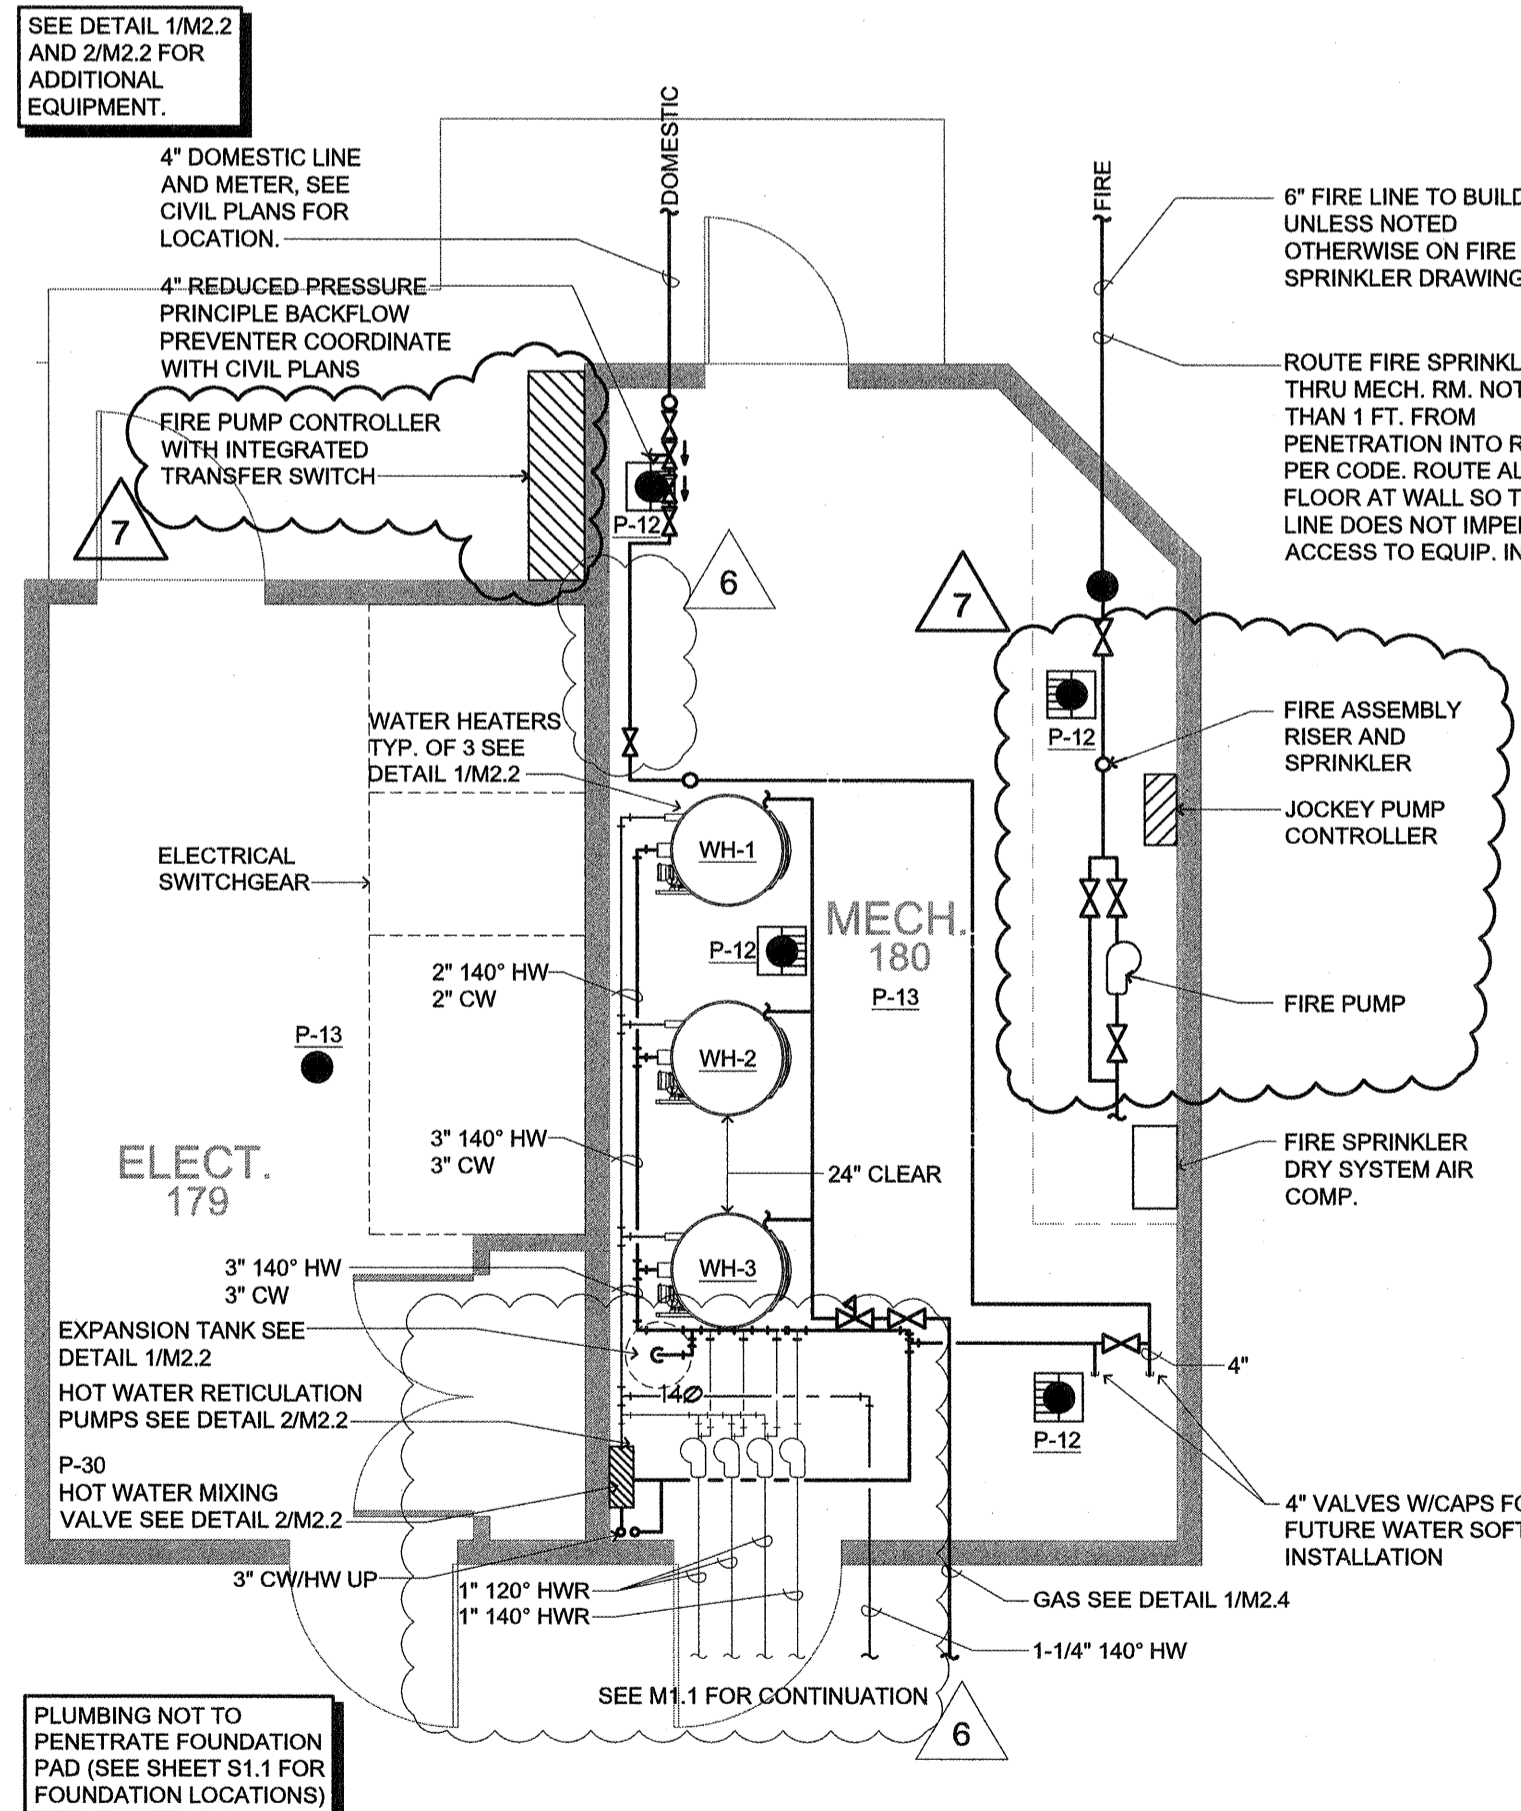 SEE DETAIL 1/M2.2
AND 2/M2.2 FOR
ADDITIONAL
EQUIPMENT.
4" DOMESTIC LINE
AND METER, SEE
CIVIL PLANS FOR
LOCATION.
DOMESTIC
FIRE
6" FIRE LINE TO BUILD
UNLESS NOTED
OTHERWISE ON FIRE
SPRINKLER DRAWING
4" REDUCED PRESSURE
PRINCIPLE BACKFLOW
PREVENTER COORDINATE
WITH CIVIL PLANS
ROUTE FIRE SPRINKL
THRU MECH. RM. NOT
THAN 1 FT. FROM
PENETRATION INTO R
PER CODE. ROUTE AL
FLOOR AT WALL SO T
LINE DOES NOT IMPE
ACCESS TO EQUIP. IN
FIRE PUMP CONTROLLER
WITH INTEGRATED
TRANSFER SWITCH
7
P-12
6
7
P-12
FIRE ASSEMBLY
RISER AND
SPRINKLER
WATER HEATERS
TYP. OF 3 SEE
DETAIL 1/M2.2
JOCKEY PUMP
CONTROLLER
WH-1
ELECTRICAL
SWITCHGEAR
MECH.
180
P-13
P-12
2" 140° HW
2" CW
FIRE PUMP
P-13
WH-2
3" 140° HW
3" CW
24" CLEAR
FIRE SPRINKLER
DRY SYSTEM AIR
COMP.
ELECT.
179
WH-3
3" 140° HW
3" CW
EXPANSION TANK SEE
DETAIL 1/M2.2
4"
14Ø
HOT WATER RETICULATION
PUMPS SEE DETAIL 2/M2.2
P-12
P-30
HOT WATER MIXING
VALVE SEE DETAIL 2/M2.2
4" VALVES W/CAPS FO
FUTURE WATER SOFT
INSTALLATION
3" CW/HW UP
1" 120° HWR
1" 140° HWR
GAS SEE DETAIL 1/M2.4
1-1/4" 140° HW
SEE M1.1 FOR CONTINUATION
6
PLUMBING NOT TO
PENETRATE FOUNDATION
PAD (SEE SHEET S1.1 FOR
FOUNDATION LOCATIONS)